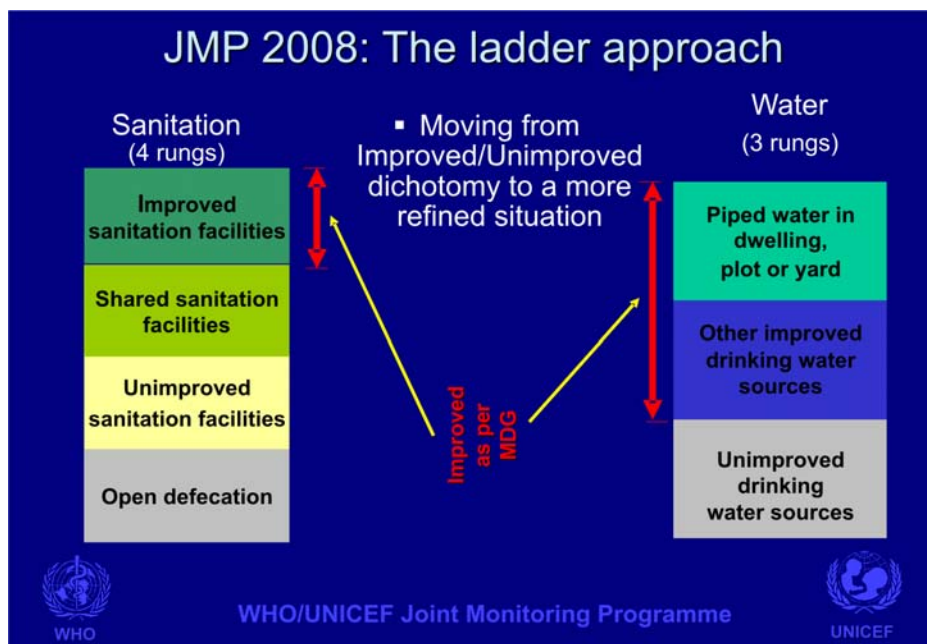 JMP 2008: The ladder approach
Sanitation
(4 rungs)
Improved
sanitation facilities
Shared sanitation
facilities
Unimproved
sanitation facilities
Open defecation
▪ Moving from
Improved/Unimproved
dichotomy to a more
refined situation
Improved
as per
MDG
Water
(3 rungs)
Piped water in
dwelling,
plot or yard
Other improved
drinking water
sources
Unimproved
drinking
water sources
WHO
WHO/UNICEF Joint Monitoring Programme
UNICEF